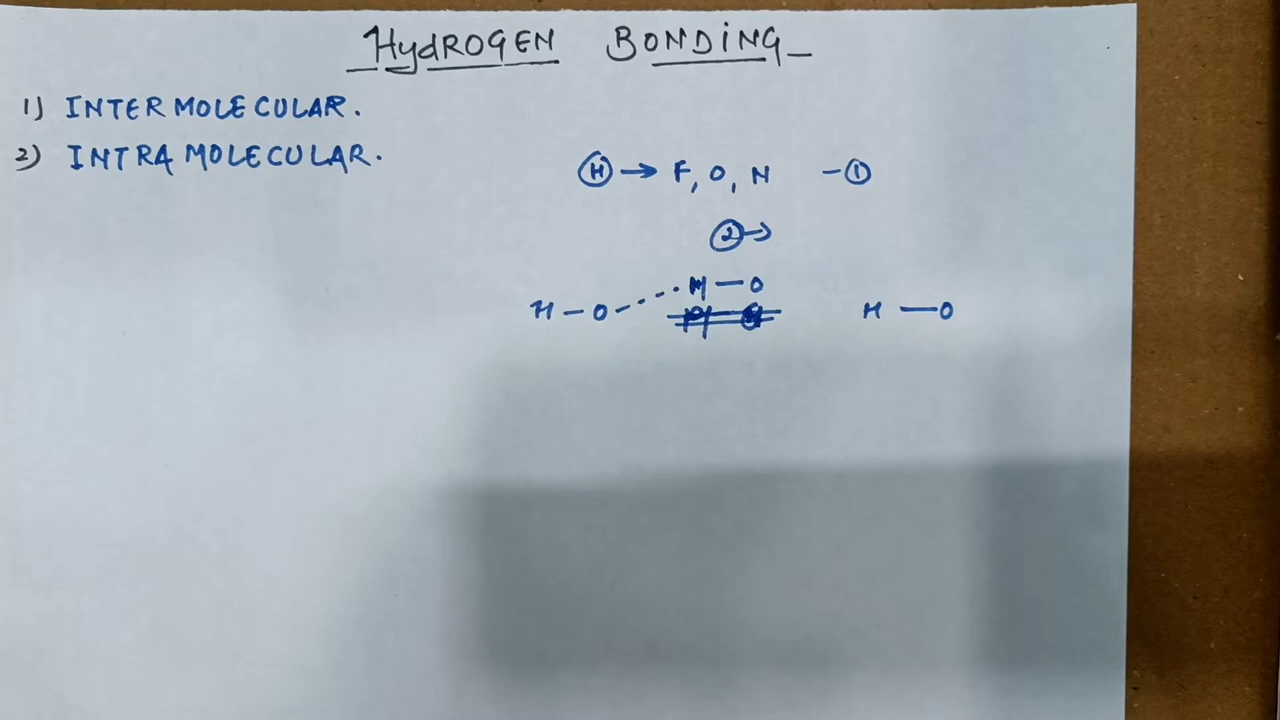 HydROGEN BONDING
1) INTERMOLECULAR.
2) INTRAMOLECULAR.
H → F, O, N - 1
2 →
H - O --- H - O H - O